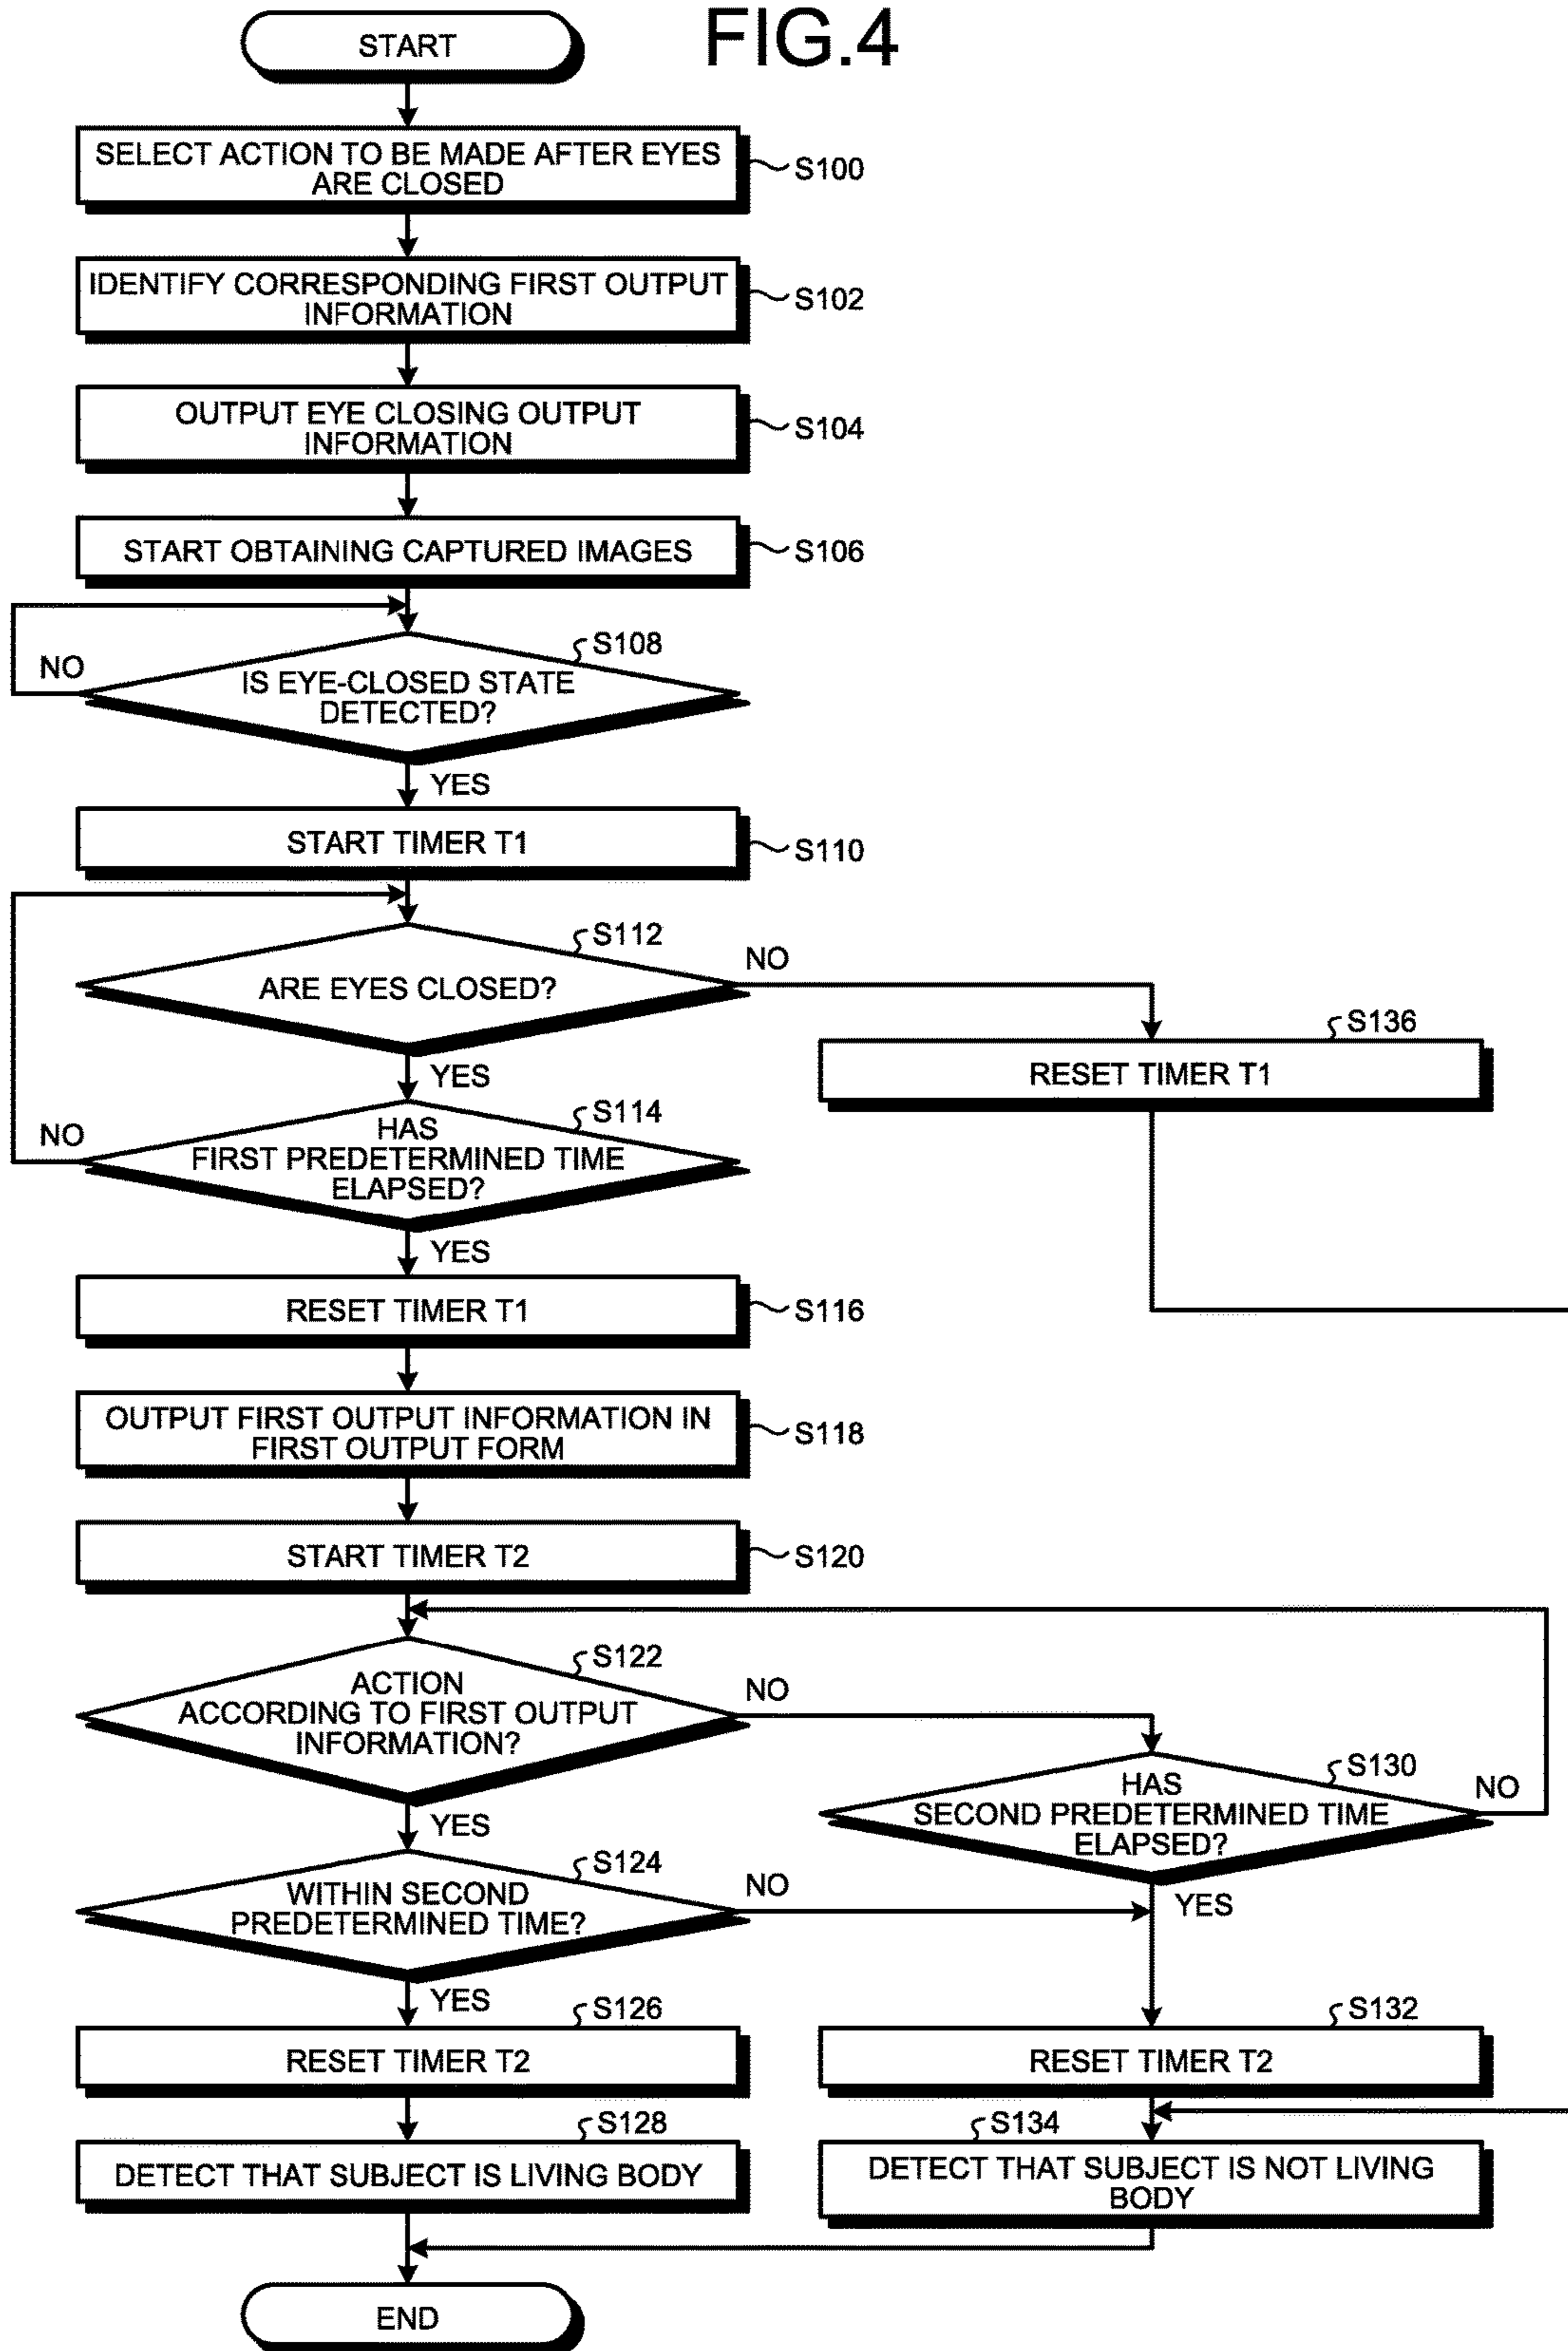 FIG.4
START
SELECT ACTION TO BE MADE AFTER EYES
ARE CLOSED
S100
IDENTIFY CORRESPONDING FIRST OUTPUT
INFORMATION
S102
OUTPUT EYE CLOSING OUTPUT
INFORMATION
S104
START OBTAINING CAPTURED IMAGES
S106
S108
NO
IS EYE-CLOSED STATE
DETECTED?
YES
START TIMER T1
S110
S112
NO
ARE EYES CLOSED?
YES
S136
RESET TIMER T1
S114
NO
HAS
FIRST PREDETERMINED TIME
ELAPSED?
YES
RESET TIMER T1
S116
OUTPUT FIRST OUTPUT INFORMATION IN
FIRST OUTPUT FORM
S118
START TIMER T2
S120
S122
ACTION
ACCORDING TO FIRST OUTPUT
INFORMATION?
NO
YES
S130
HAS
SECOND PREDETERMINED TIME
ELAPSED?
NO
YES
S124
WITHIN SECOND
PREDETERMINED TIME?
NO
YES
S126
RESET TIMER T2
S132
RESET TIMER T2
S128
DETECT THAT SUBJECT IS LIVING BODY
S134
DETECT THAT SUBJECT IS NOT LIVING
BODY
END